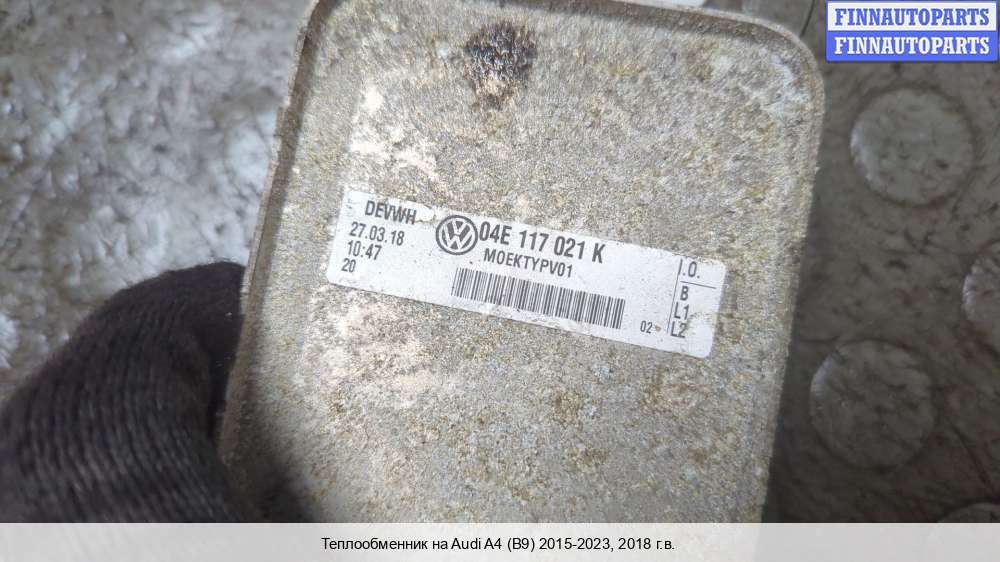 FINNAUTOPARTS
FINNAUTOPARTS
DEVWH
27.03.18
10:47
20
04E 117 021 K
MOEKTYPV01
02
I.O.
B
L1
L2
Теплообменник на Audi A4 (B9) 2015-2023, 2018 г.в.